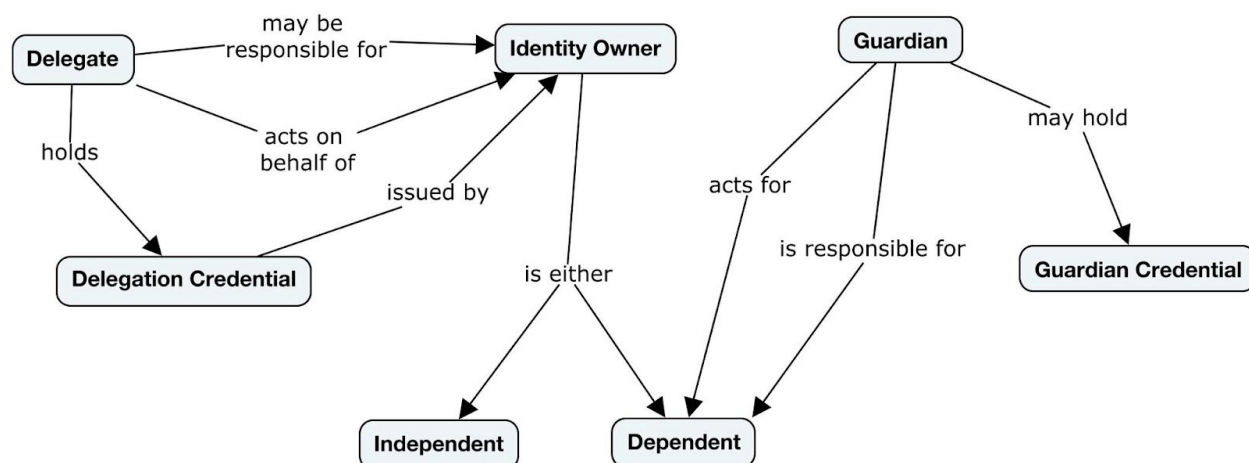 Delegate
may be
responsible for
Identity Owner
Guardian
holds
acts on
behalf of
issued by
acts for
may hold
Delegation Credential
is either
is responsible for
Guardian Credential
Independent
Dependent